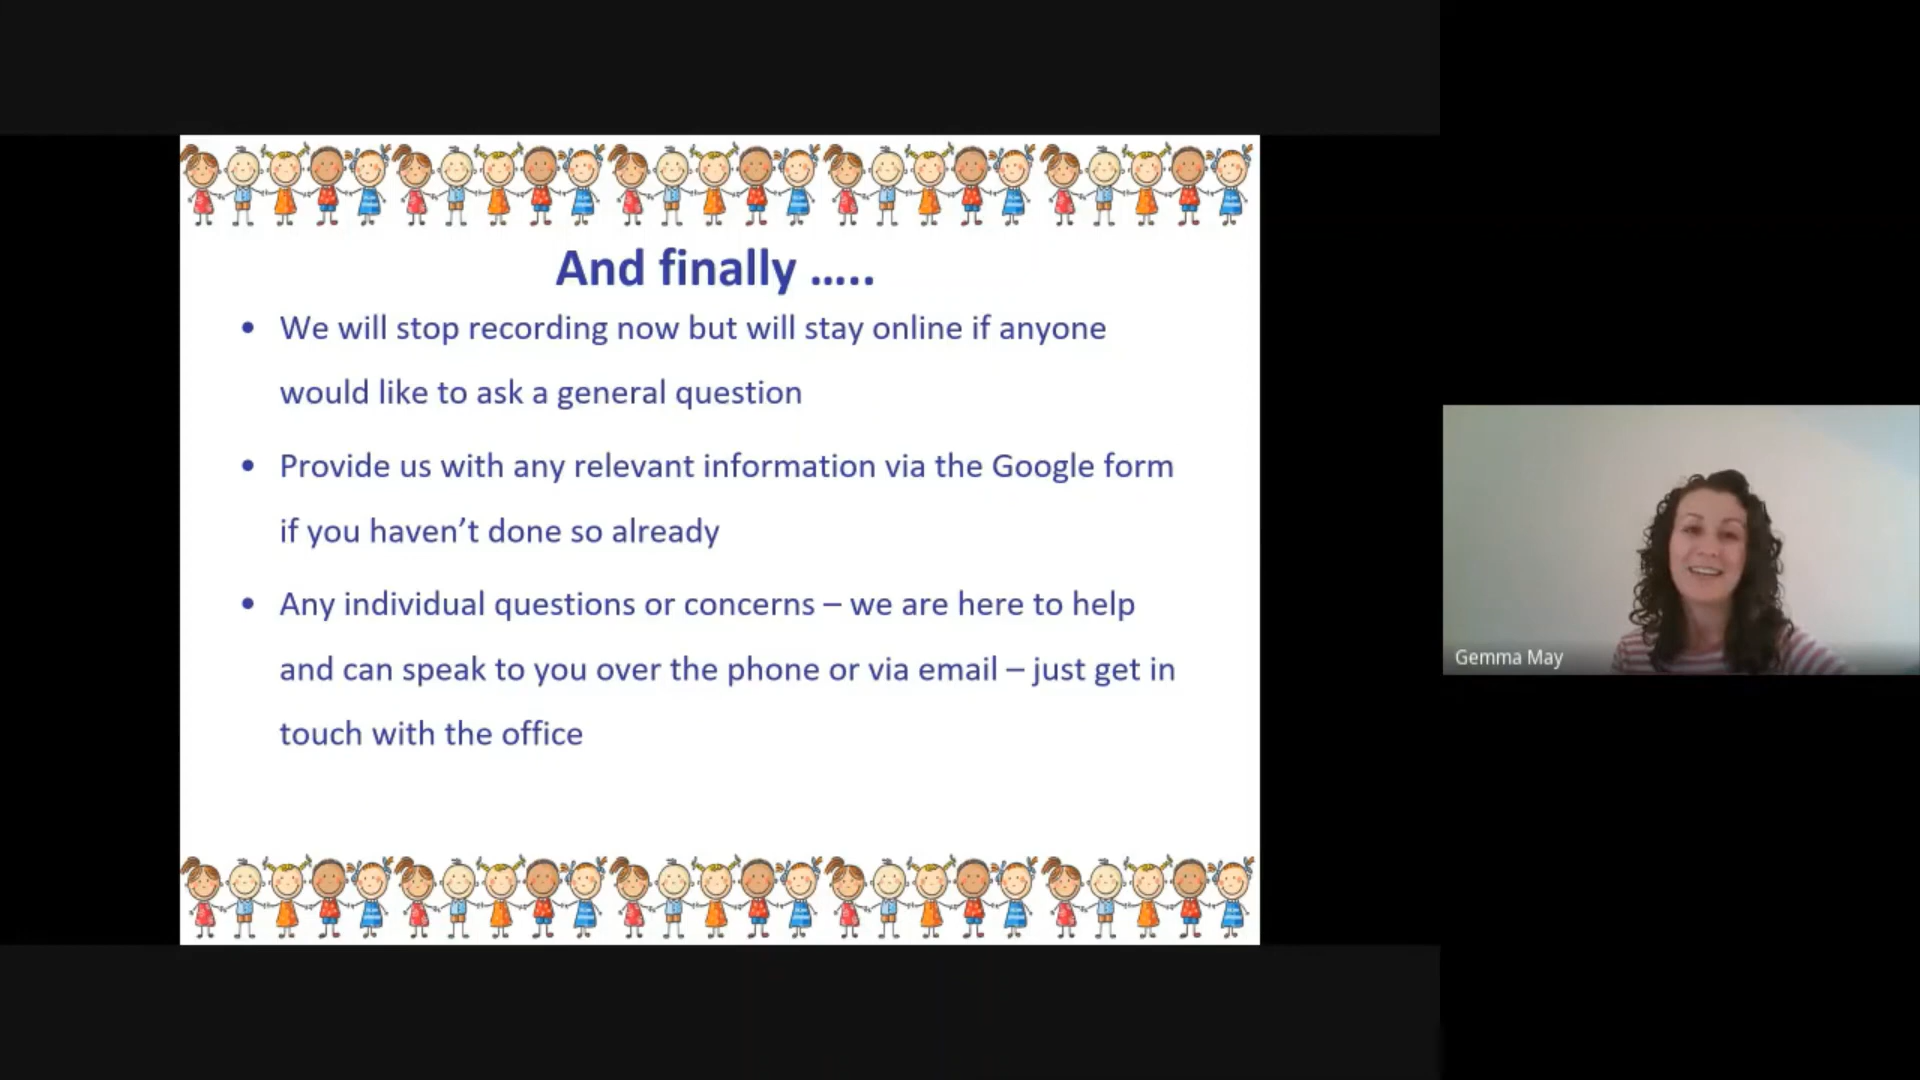 And finally .....
• We will stop recording now but will stay online if anyone
would like to ask a general question
• Provide us with any relevant information via the Google form
if you haven’t done so already
• Any individual questions or concerns – we are here to help
and can speak to you over the phone or via email – just get in
touch with the office
Gemma May